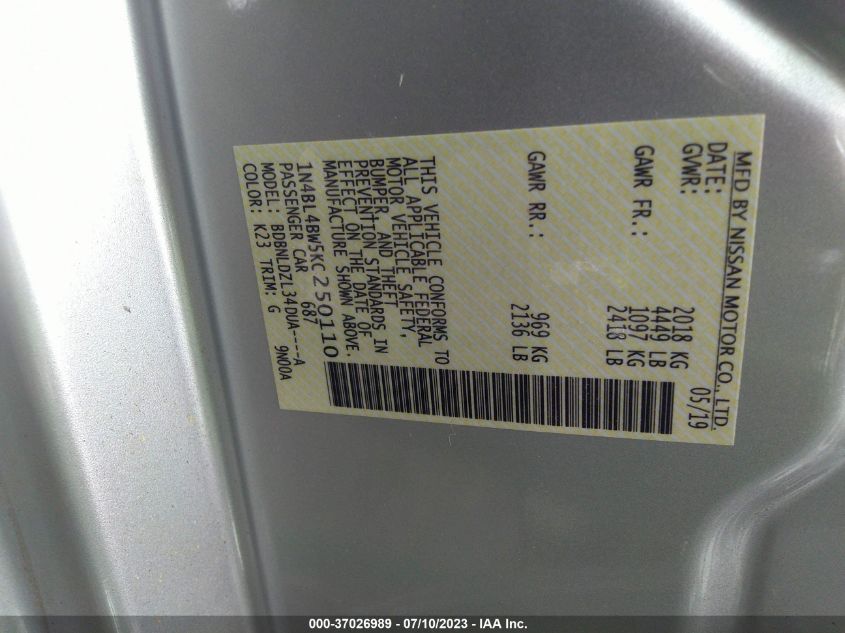 MFD BY NISSAN MOTOR CO., LTD.
DATE: 05/19
GVWR: 2018 KG
4449 LB
GAWR FR.: 1097 KG
2418 LB
GAWR RR.: 969 KG
2136 LB
THIS VEHICLE CONFORMS TO
ALL APPLICABLE FEDERAL
MOTOR VEHICLE SAFETY,
BUMPER, AND THEFT
PREVENTION STANDARDS IN
EFFECT ON THE DATE OF
MANUFACTURE SHOWN ABOVE.
1N4BL4BW5KC250110
PASSENGER CAR 687
MODEL: BDBNLDZL34DUA----A
COLOR: K23 TRIM: G 9N00A
000-37026989 - 07/10/2023 - IAA Inc.